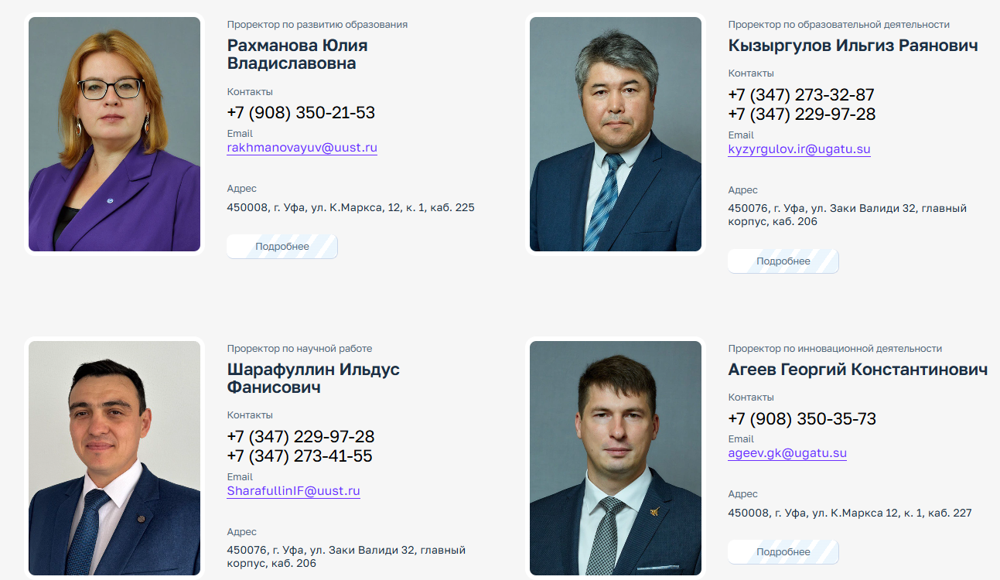 Проректор по развитию образования
Рахманова Юлия
Владиславовна
Контакты
+7 (908) 350-21-53
Email
rakhmanovayuv@uust.ru
Адрес
450008, г. Уфа, ул. К.Маркса, 12, к. 1, каб. 225
Подробнее
Проректор по образовательной деятельности
Кызыргулов Ильгиз Раянович
Контакты
+7 (347) 273-32-87
+7 (347) 229-97-28
Email
kyzyrgulov.ir@ugatu.su
Адрес
450076, г. Уфа, ул. Заки Валиди 32, главный
корпус, каб. 206
Подробнее
Проректор по научной работе
Шарафуллин Ильдус
Фанисович
Контакты
+7 (347) 229-97-28
+7 (347) 273-41-55
Email
SharafullinIF@uust.ru
Адрес
450076, г. Уфа, ул. Заки Валиди 32, главный
корпус, каб. 206
Проректор по инновационной деятельности
Агеев Георгий Константинович
Контакты
+7 (908) 350-35-73
Email
ageev.gk@ugatu.su
Адрес
450008, г. Уфа, ул. К.Маркса 12, к. 1, каб. 227
Подробнее